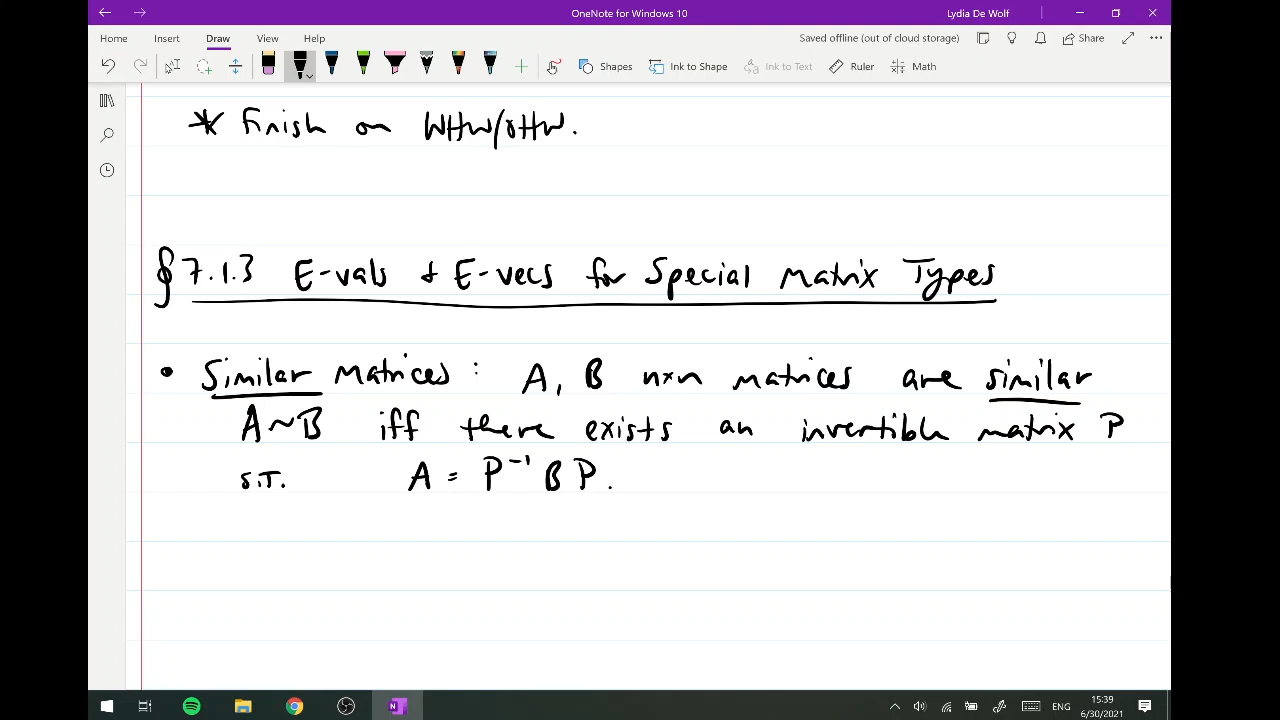 OneNote for Windows 10
Lydia De Wolf
Home Insert Draw View Help
Saved offline (out of cloud storage)
Share
Shapes
Ink to Shape
Ink to Text
Ruler
Math
* Finish on WHW/OHW.
§ 7.1.3 E-vals + E-vecs for Special Matrix Types
• Similar Matrices : A, B n×n matrices are similar
A~B iff there exists an invertible matrix P
s.t. A = P⁻¹ B P.
15:39
ENG
6/30/2021